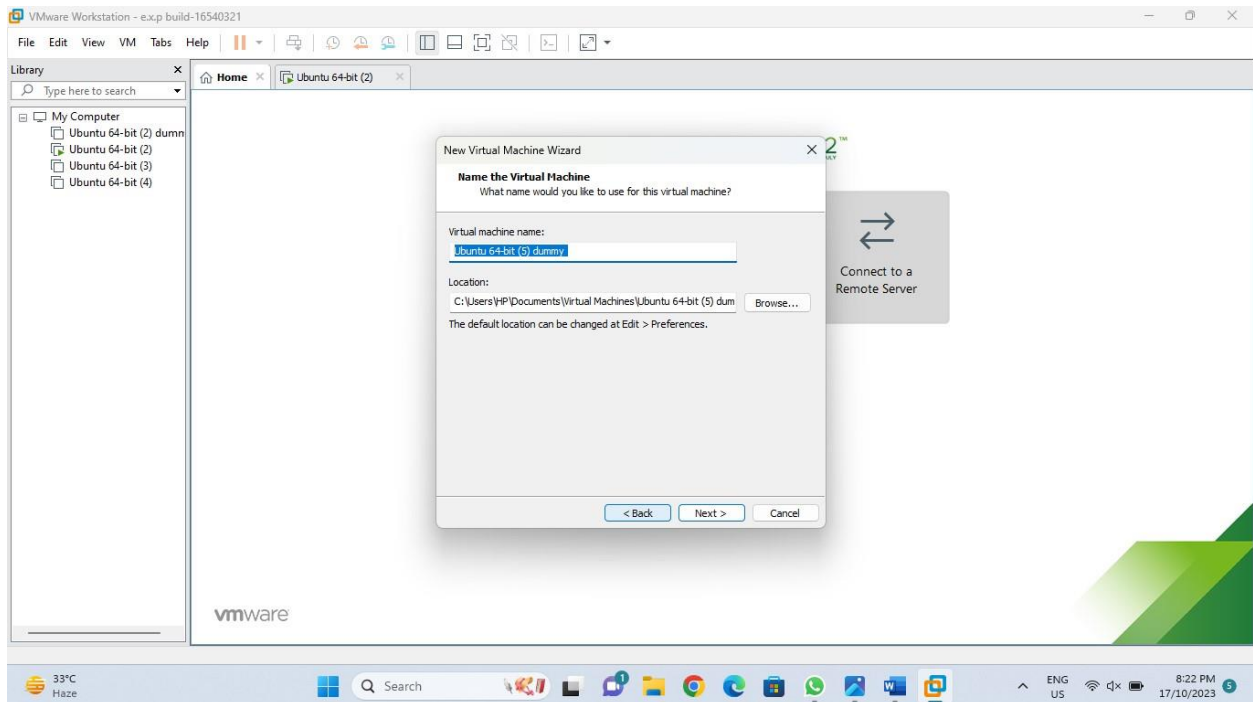 VMware Workstation - e.x.p build-16540321
File Edit View VM Tabs Help
Library
Home
Ubuntu 64-bit (2)
Type here to search
My Computer
Ubuntu 64-bit (2) dumm
Ubuntu 64-bit (2)
Ubuntu 64-bit (3)
Ubuntu 64-bit (4)
2™
New Virtual Machine Wizard
Name the Virtual Machine
What name would you like to use for this virtual machine?
Virtual machine name:
Ubuntu 64-bit (5) dummy
Location:
C:\Users\HP\Documents\Virtual Machines\Ubuntu 64-bit (5) dum
Browse...
The default location can be changed at Edit > Preferences.
< Back
Next >
Cancel
Connect to a
Remote Server
vmware
33°C
Haze
Search
1
ENG
US
8:22 PM
17/10/2023
5